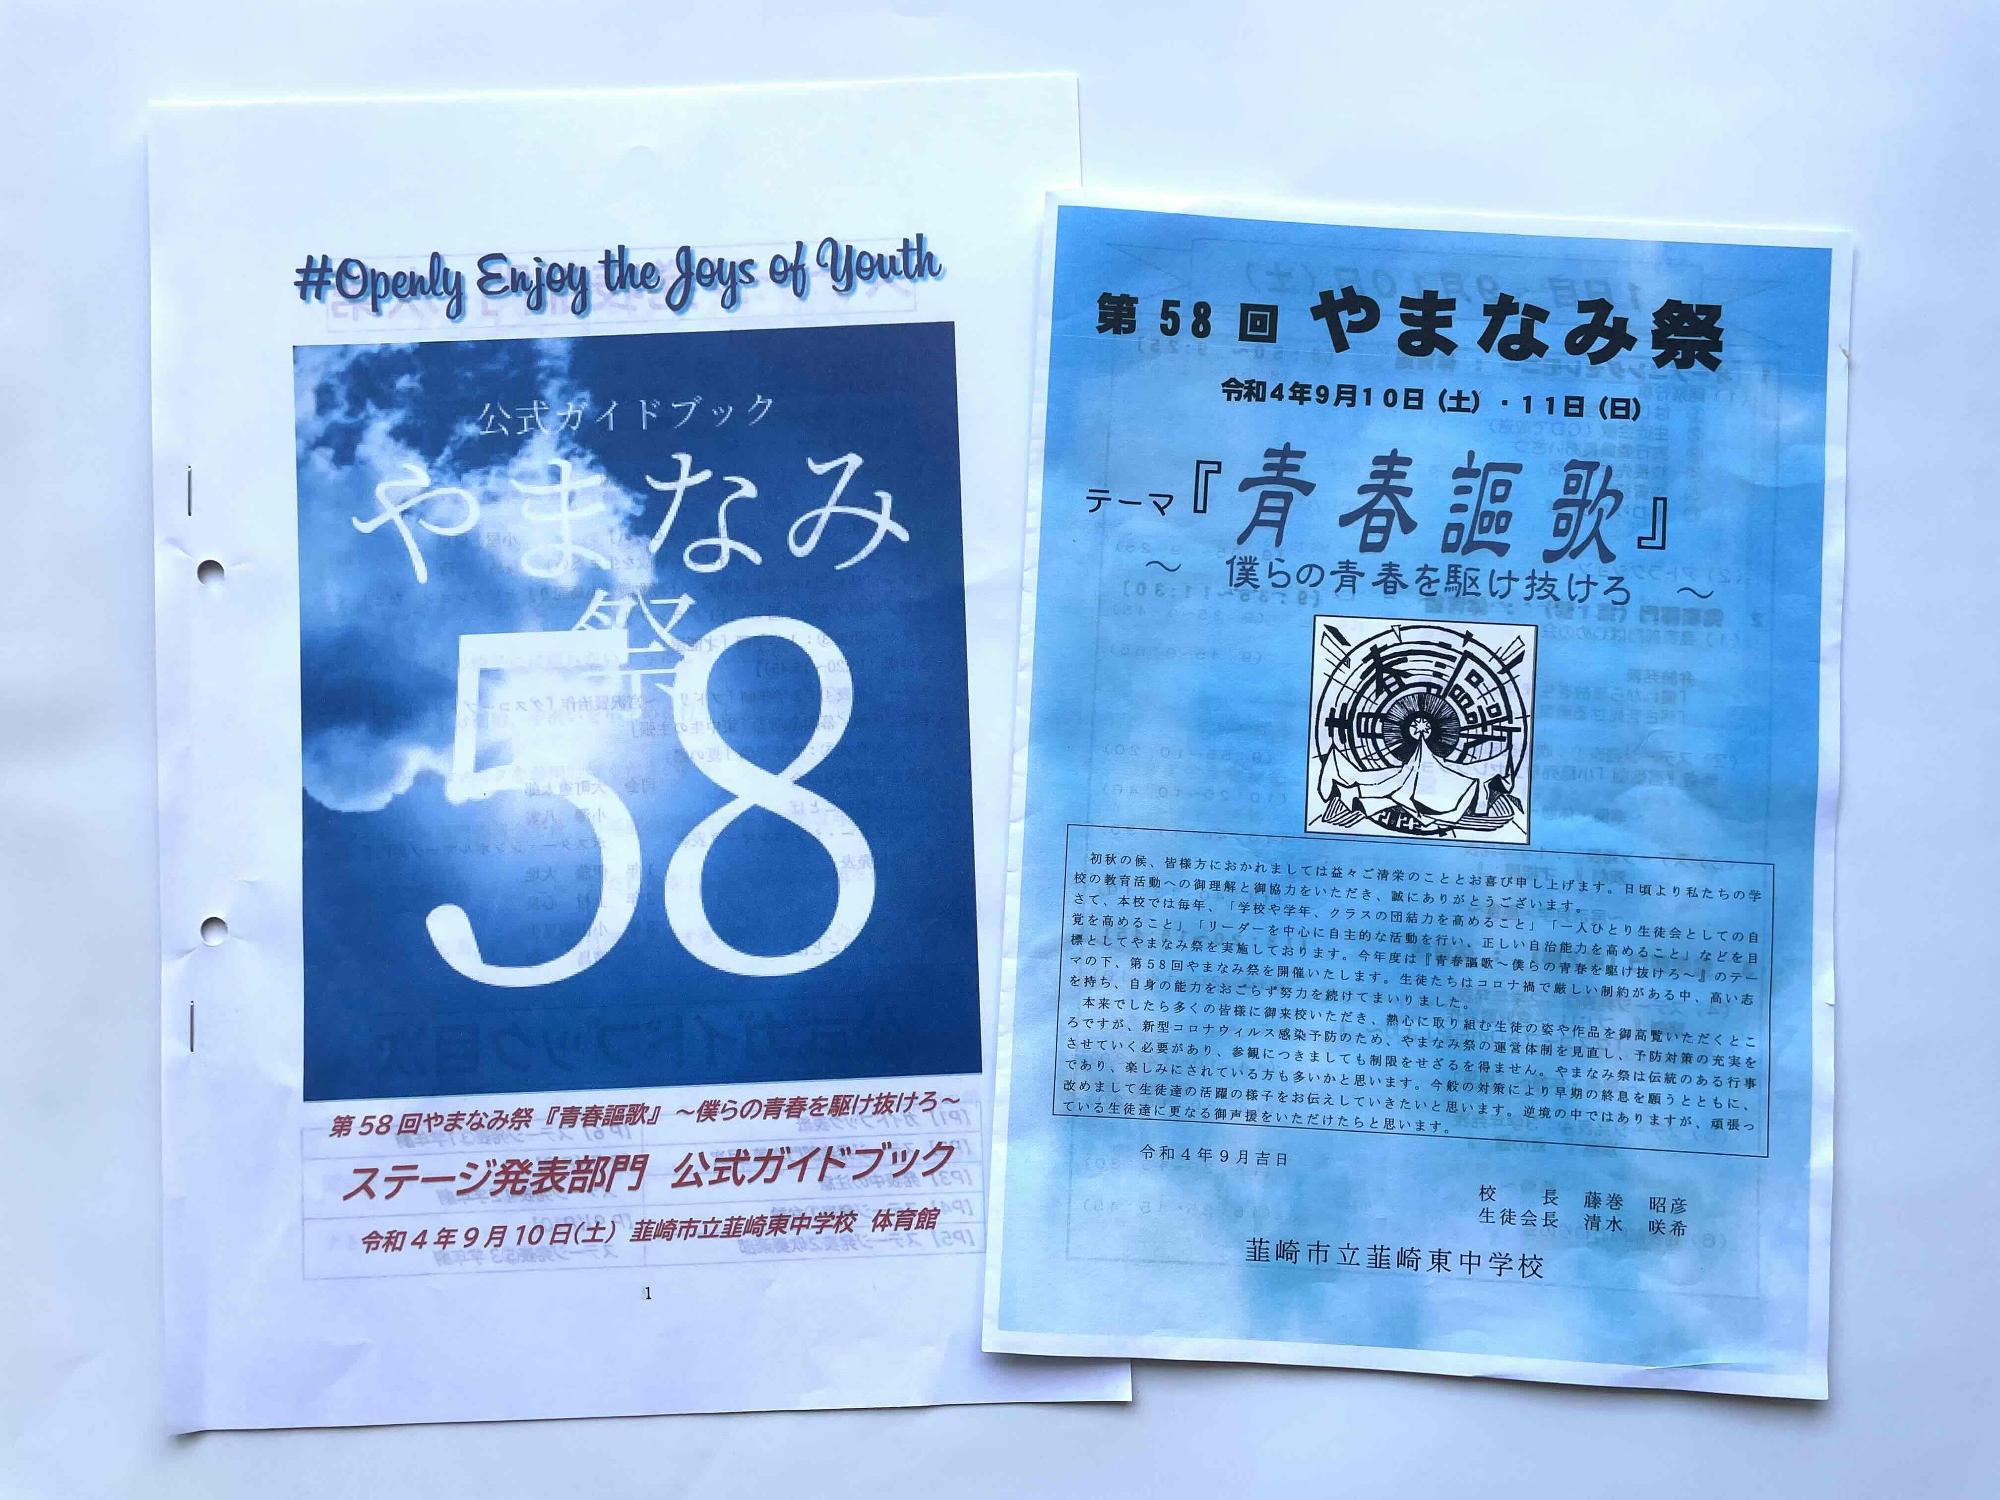 #Openly Enjoy the Joys of Youth
公式ガイドブック
やまなみ
祭
58
第58回やまなみ祭『青春謳歌』～僕らの青春を駆け抜けろ～
ステージ発表部門 公式ガイドブック
令和4年9月10日(土) 韮崎市立韮崎東中学校 体育館
1
第58回やまなみ祭
令和4年9月10日(土)・11日(日)
テーマ『青春謳歌』
～ 僕らの青春を駆け抜けろ ～
青春謳歌
2022
初秋の候、皆様方におかれましては益々ご清栄のこととお喜び申し上げます。日頃より私たちの学
校の教育活動への御理解と御協力をいただき、誠にありがとうございます。
さて、本校では毎年、「学校や学年、クラスの団結力を高めること」「一人ひとり生徒会としての自
覚を高めること」「リーダーを中心に自主的な活動を行い、正しい自治能力を高めること」などを目
標としてやまなみ祭を実施しております。今年度は『青春謳歌～僕らの青春を駆け抜けろ～』のテー
マの下、第58回やまなみ祭を開催いたします。生徒たちはコロナ禍で厳しい制約がある中、高い志
を持ち、自身の能力をおごらず努力を続けてまいりました。
本来でしたら多くの皆様に御来校いただき、熱心に取り組む生徒の姿や作品を御高覧いただくとこ
ろですが、新型コロナウィルス感染予防のため、やまなみ祭の運営体制を見直し、予防対策の充実を
させていく必要があり、参観につきましても制限をせざるを得ません。やまなみ祭は伝統のある行事
であり、楽しみにされている方も多いかと思います。今般の対策により早期の終息を願うとともに、
改めまして生徒達の活躍の様子をお伝えしていきたいと思います。逆境の中ではありますが、頑張っ
ている生徒達に更なる御声援をいただけたらと思います。
令和4年9月吉日
校長 藤巻 昭彦
生徒会長 清水 咲希
韮崎市立韮崎東中学校